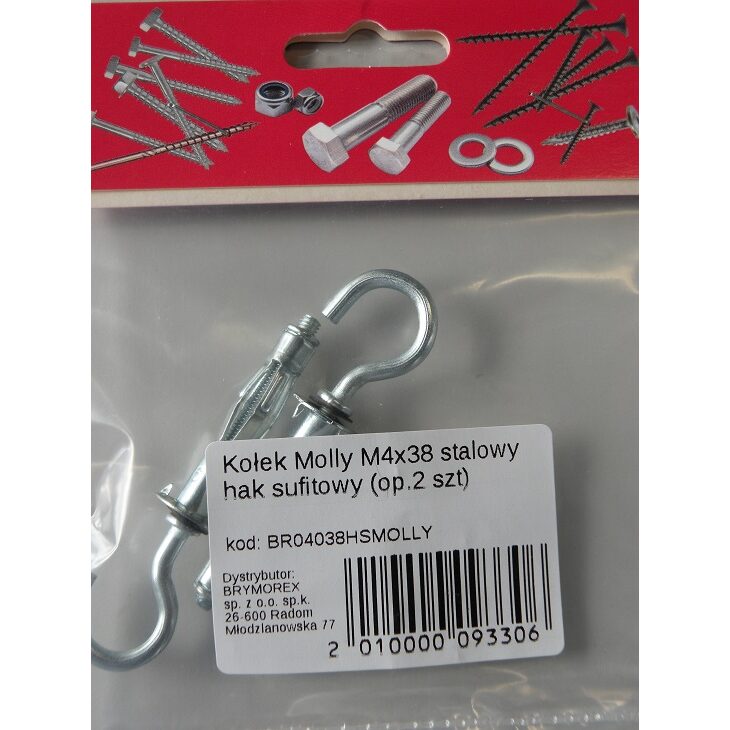 Kołek Molly M4x38 stalowy
hak sufitowy (op.2 szt)
kod: BR04038HSMOLLY
Dystrybutor:
BRYMOREX
sp. z o.o. sp.k.
26-600 Radom
Młodzianowska 77
2 010000 093306